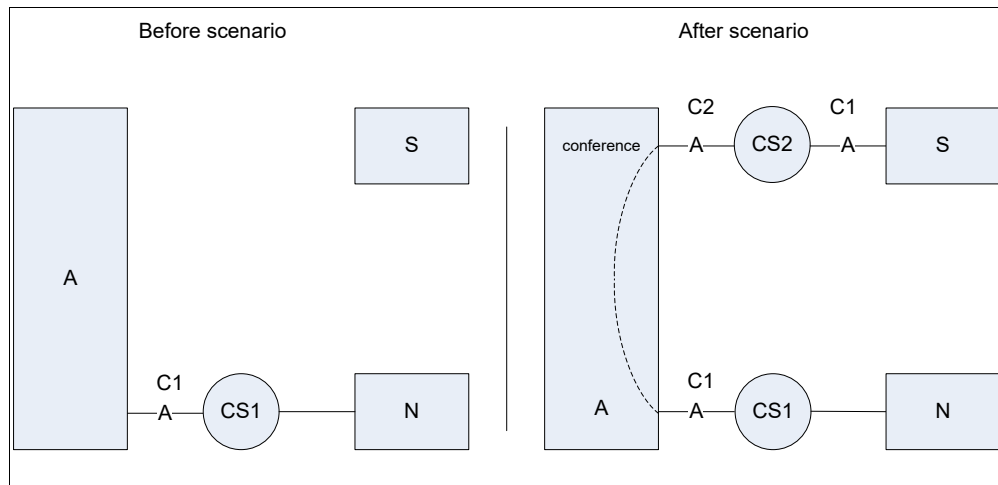 Before scenario
After scenario
S
A
C1
A
CS1
N
conference
C2
A
CS2
C1
A
S
A
C1
A
CS1
N